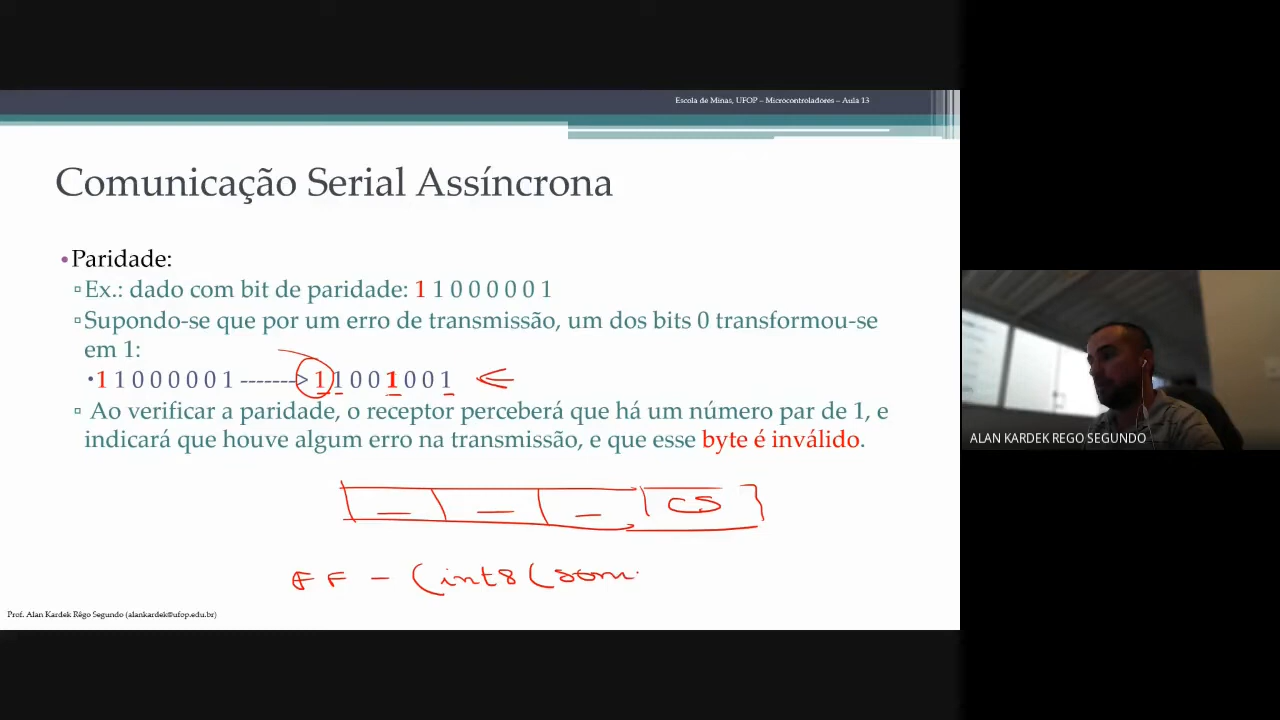 Escola de Minas, UFOP – Microcontroladores – Aula 13
Comunicação Serial Assíncrona
•Paridade:
▫Ex.: dado com bit de paridade: 1 1 0 0 0 0 0 0 1
▫Supondo-se que por um erro de transmissão, um dos bits 0 transformou-se
em 1:
•1 1 0 0 0 0 0 0 1 -------> 1 1 0 0 1 0 0 1
▫ Ao verificar a paridade, o receptor perceberá que há um número par de 1, e
indicará que houve algum erro na transmissão, e que esse byte é inválido.
CS
FF - (int8 (som
Prof. Alan Kardek Rêgo Segundo (alankardek@ufop.edu.br)
ALAN KARDEK REGO SEGUNDO